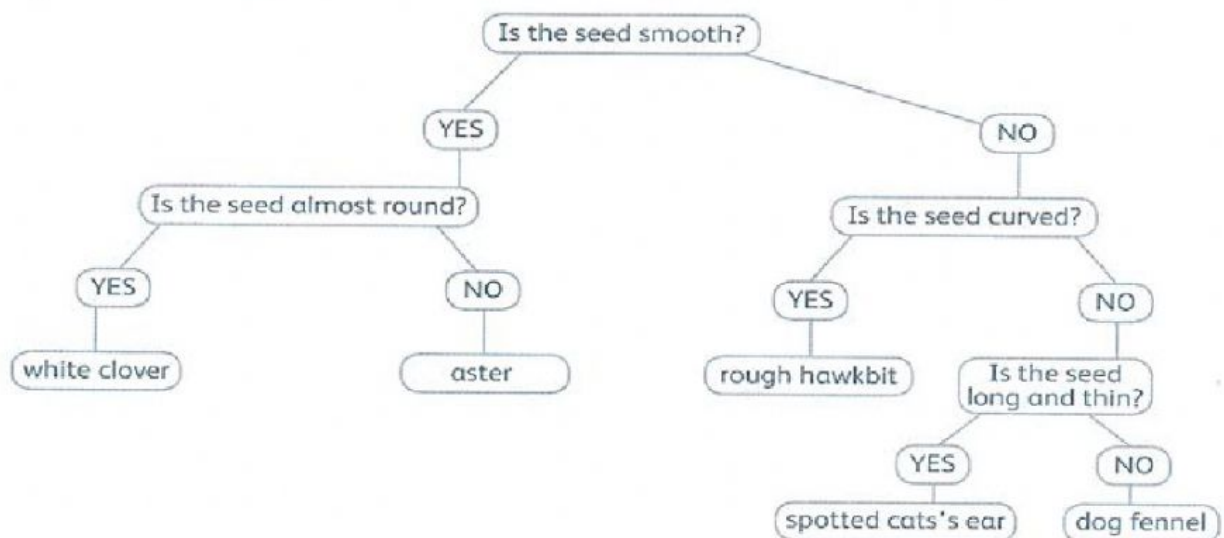 Is the seed smooth?
YES
NO
Is the seed almost round?
Is the seed curved?
YES
NO
YES
NO
white clover
aster
rough hawkbit
Is the seed
long and thin?
YES
NO
spotted cats's ear
dog fennel